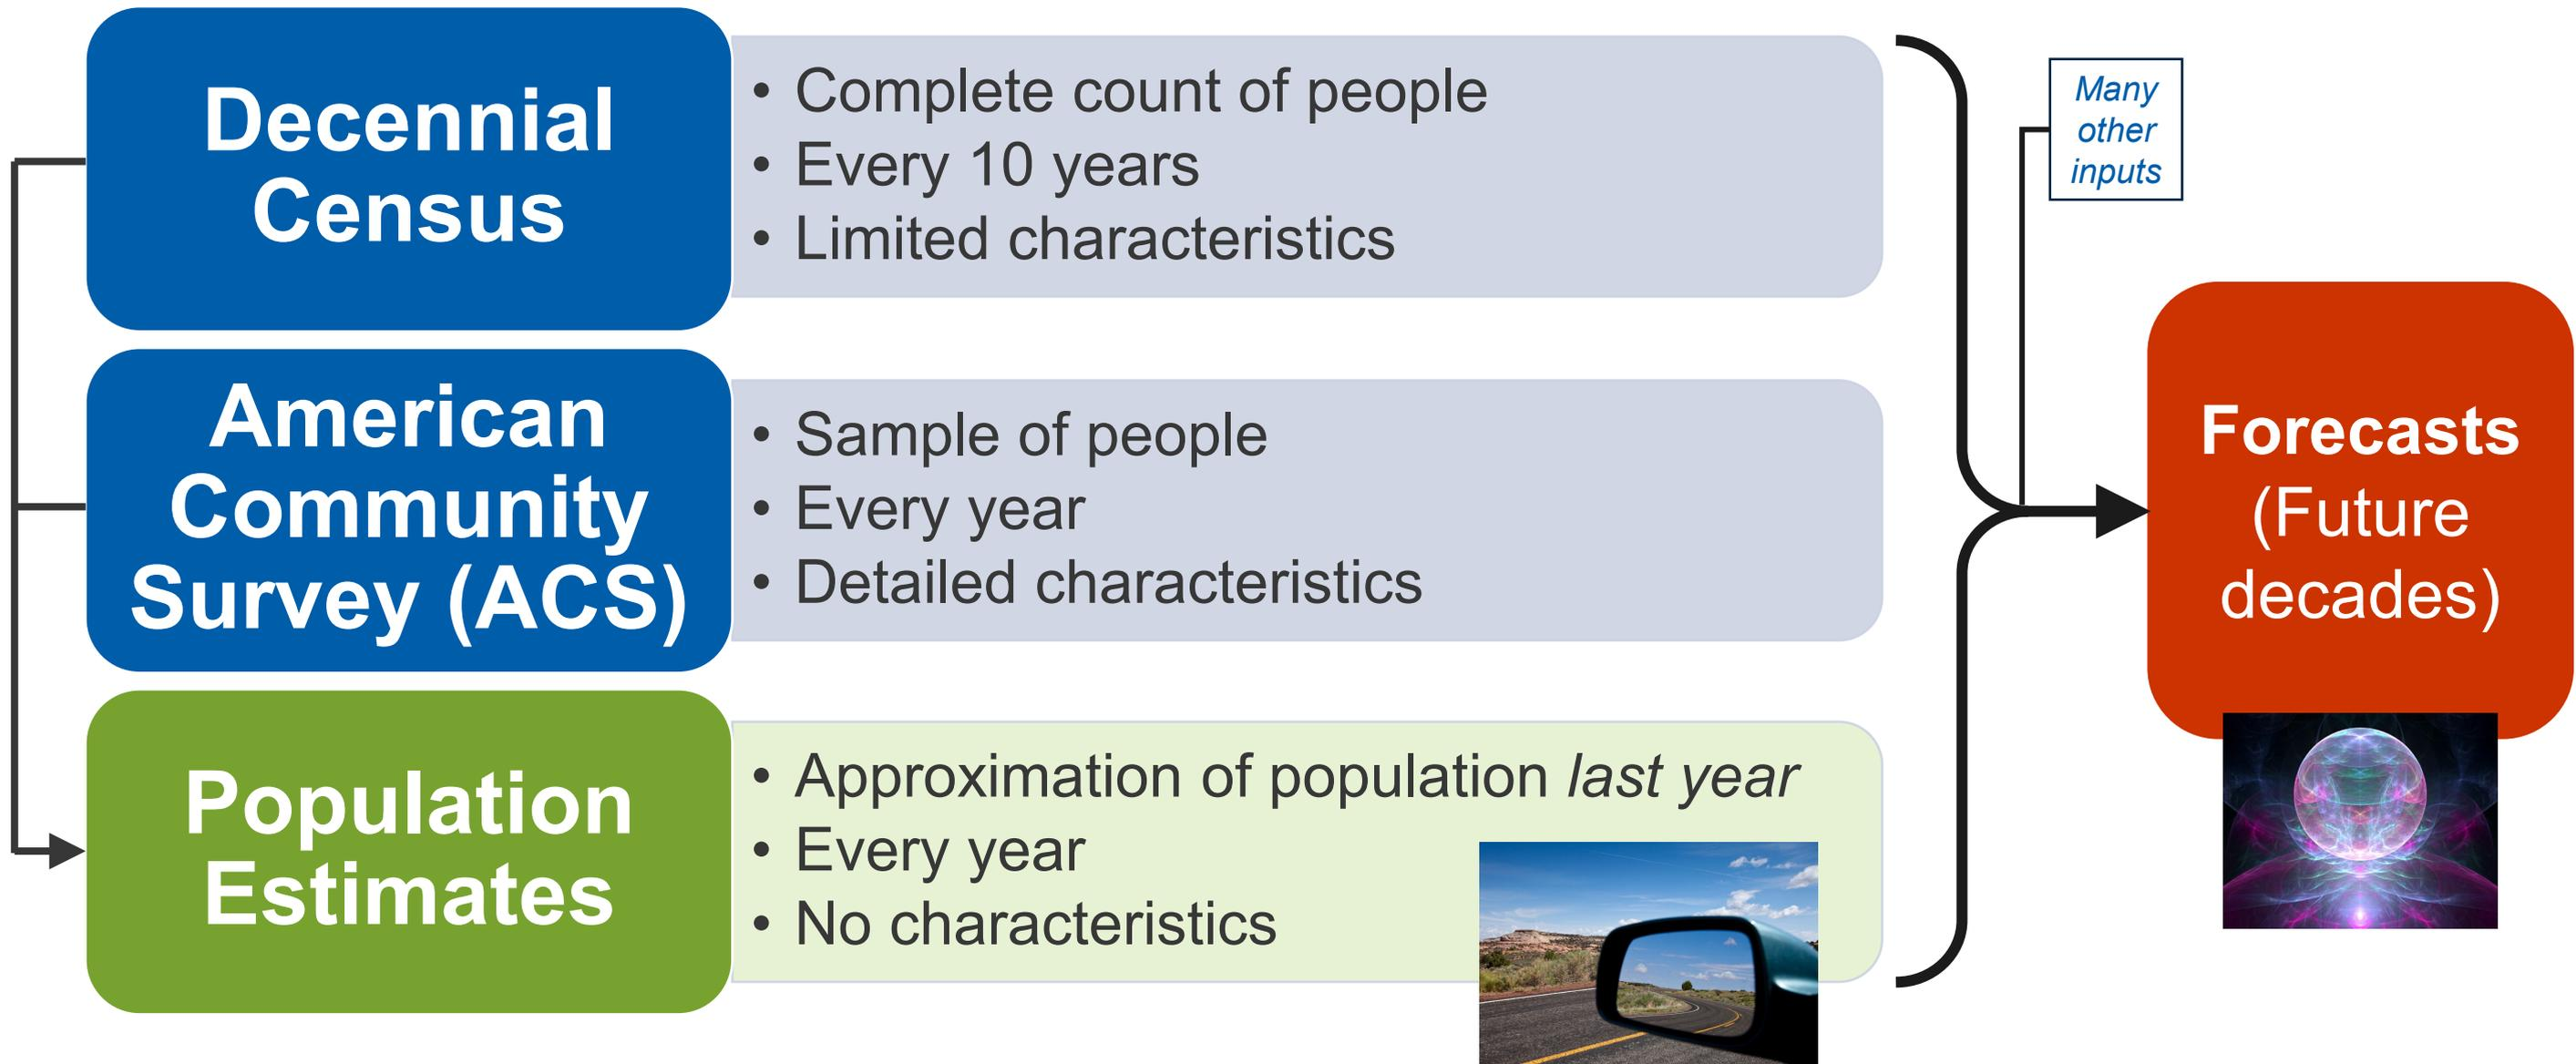 Decennial
Census
• Complete count of people
• Every 10 years
• Limited characteristics
American
Community
Survey (ACS)
• Sample of people
• Every year
• Detailed characteristics
Population
Estimates
• Approximation of population last year
• Every year
• No characteristics
Many
other
inputs
Forecasts
(Future
decades)